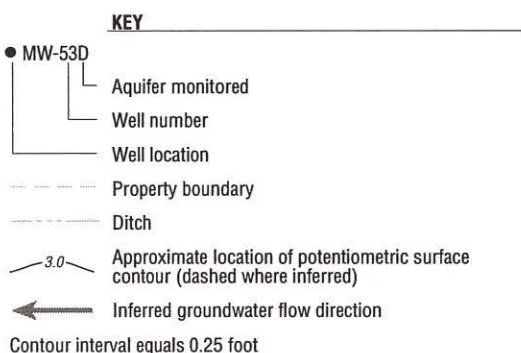 KEY
MW-53D
Aquifer monitored
Well number
Well location
Property boundary
Ditch
3.0
Approximate location of potentiometric surface
contour (dashed where inferred)
Inferred groundwater flow direction
Contour interval equals 0.25 foot